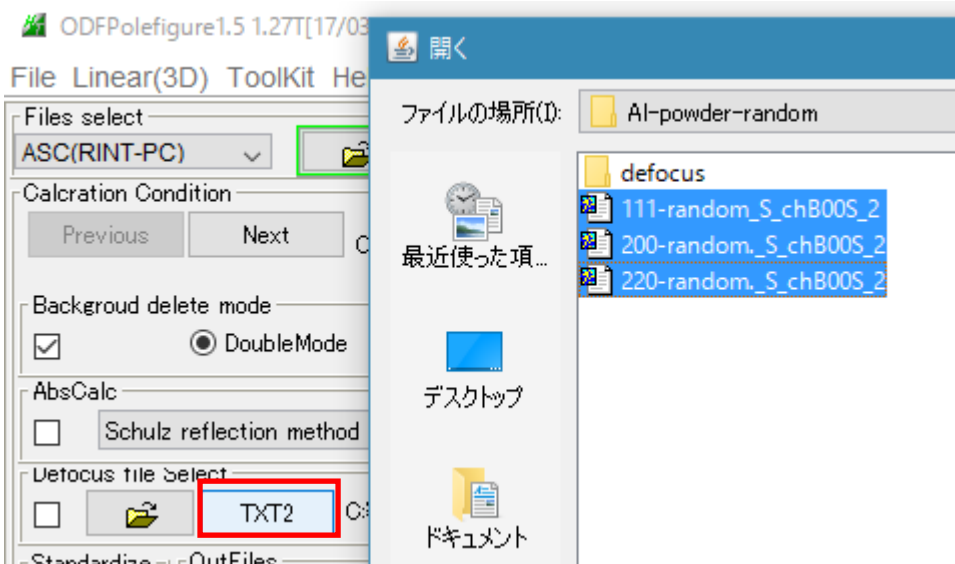 ODFPolefigure1.5 1.27T[17/03
File Linear(3D) ToolKit He
Files select
ASC(RINT-PC)
Calcration Condition
Previous Next C
Backgroud delete mode
DoubleMode
AbsCalc
Schulz reflection method
Defocus file Select
TXT2 C:
Standardize OutFiles
開く
ファイルの場所(I): Al-powder-random
defocus
111-random_S_chB00S_2
200-random._S_chB00S_2
220-random._S_chB00S_2
最近使った項...
デスクトップ
ドキュメント